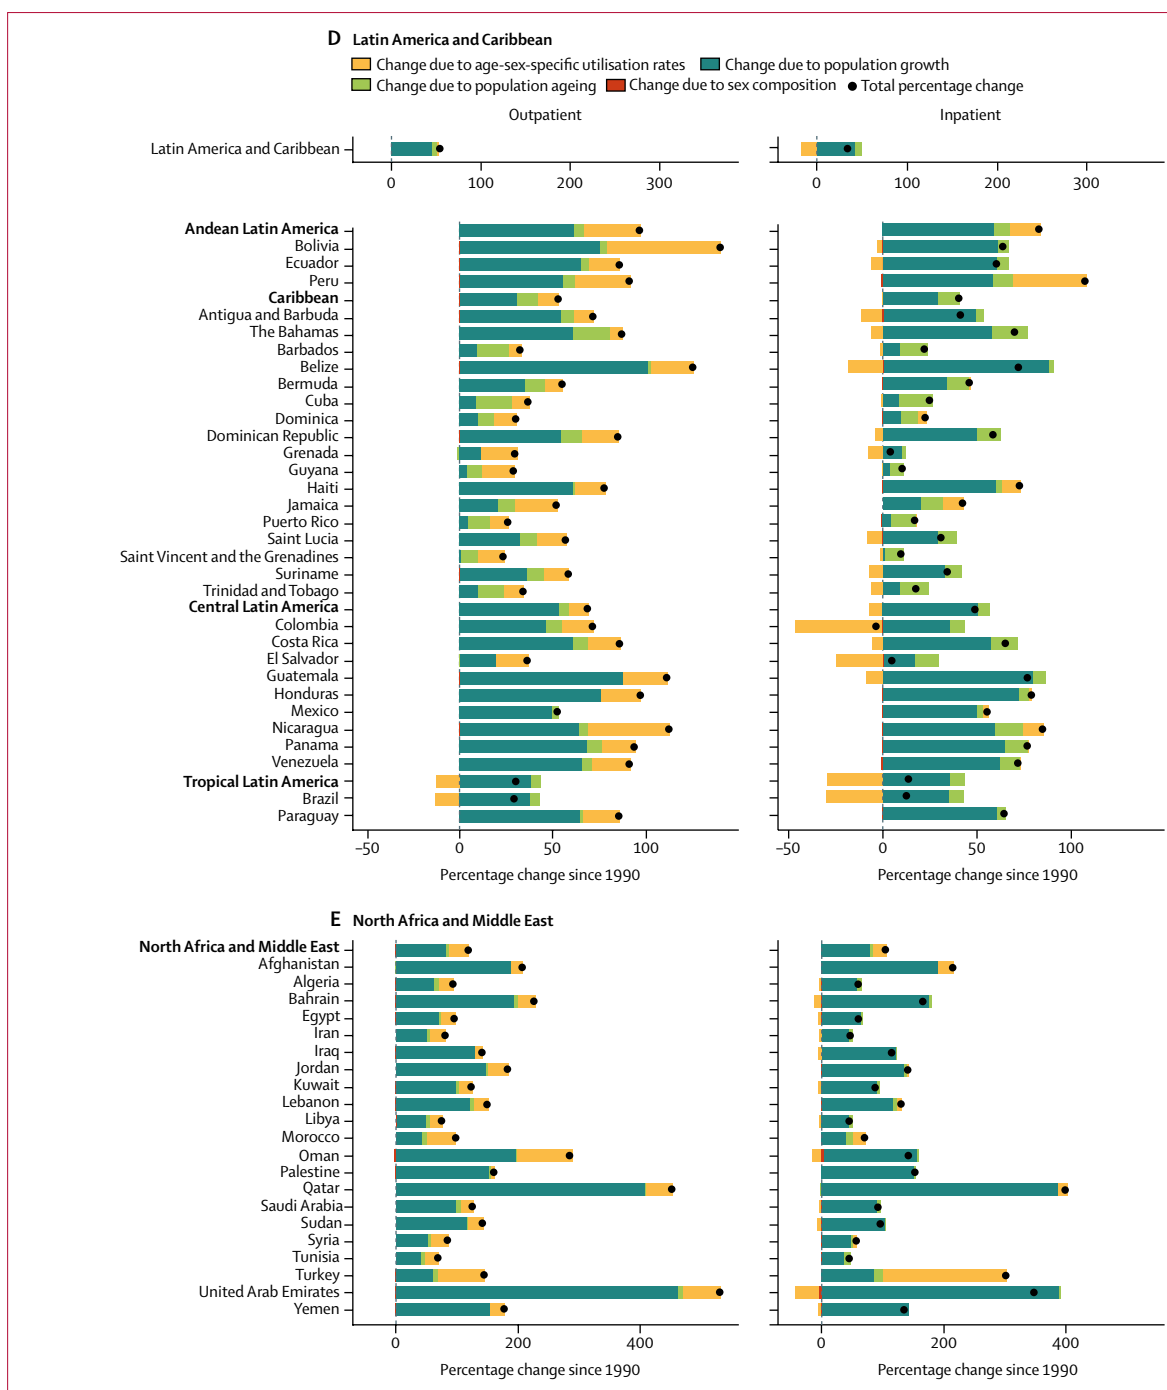 D Latin America and Caribbean
Change due to age-sex-specific utilisation rates Change due to population growth
Change due to population ageing Change due to sex composition Total percentage change
Outpatient Inpatient
Latin America and Caribbean
0 100 200 300 0 100 200 300
Andean Latin America
Bolivia
Ecuador
Peru
Caribbean
Antigua and Barbuda
The Bahamas
Barbados
Belize
Bermuda
Cuba
Dominica
Dominican Republic
Grenada
Guyana
Haiti
Jamaica
Puerto Rico
Saint Lucia
Saint Vincent and the Grenadines
Suriname
Trinidad and Tobago
Central Latin America
Colombia
Costa Rica
El Salvador
Guatemala
Honduras
Mexico
Nicaragua
Panama
Venezuela
Tropical Latin America
Brazil
Paraguay
–50 0 50 100 –50 0 50 100
Percentage change since 1990 Percentage change since 1990
E North Africa and Middle East
North Africa and Middle East
Afghanistan
Algeria
Bahrain
Egypt
Iran
Iraq
Jordan
Kuwait
Lebanon
Libya
Morocco
Oman
Palestine
Qatar
Saudi Arabia
Sudan
Syria
Tunisia
Turkey
United Arab Emirates
Yemen
0 200 400 0 200 400
Percentage change since 1990 Percentage change since 1990